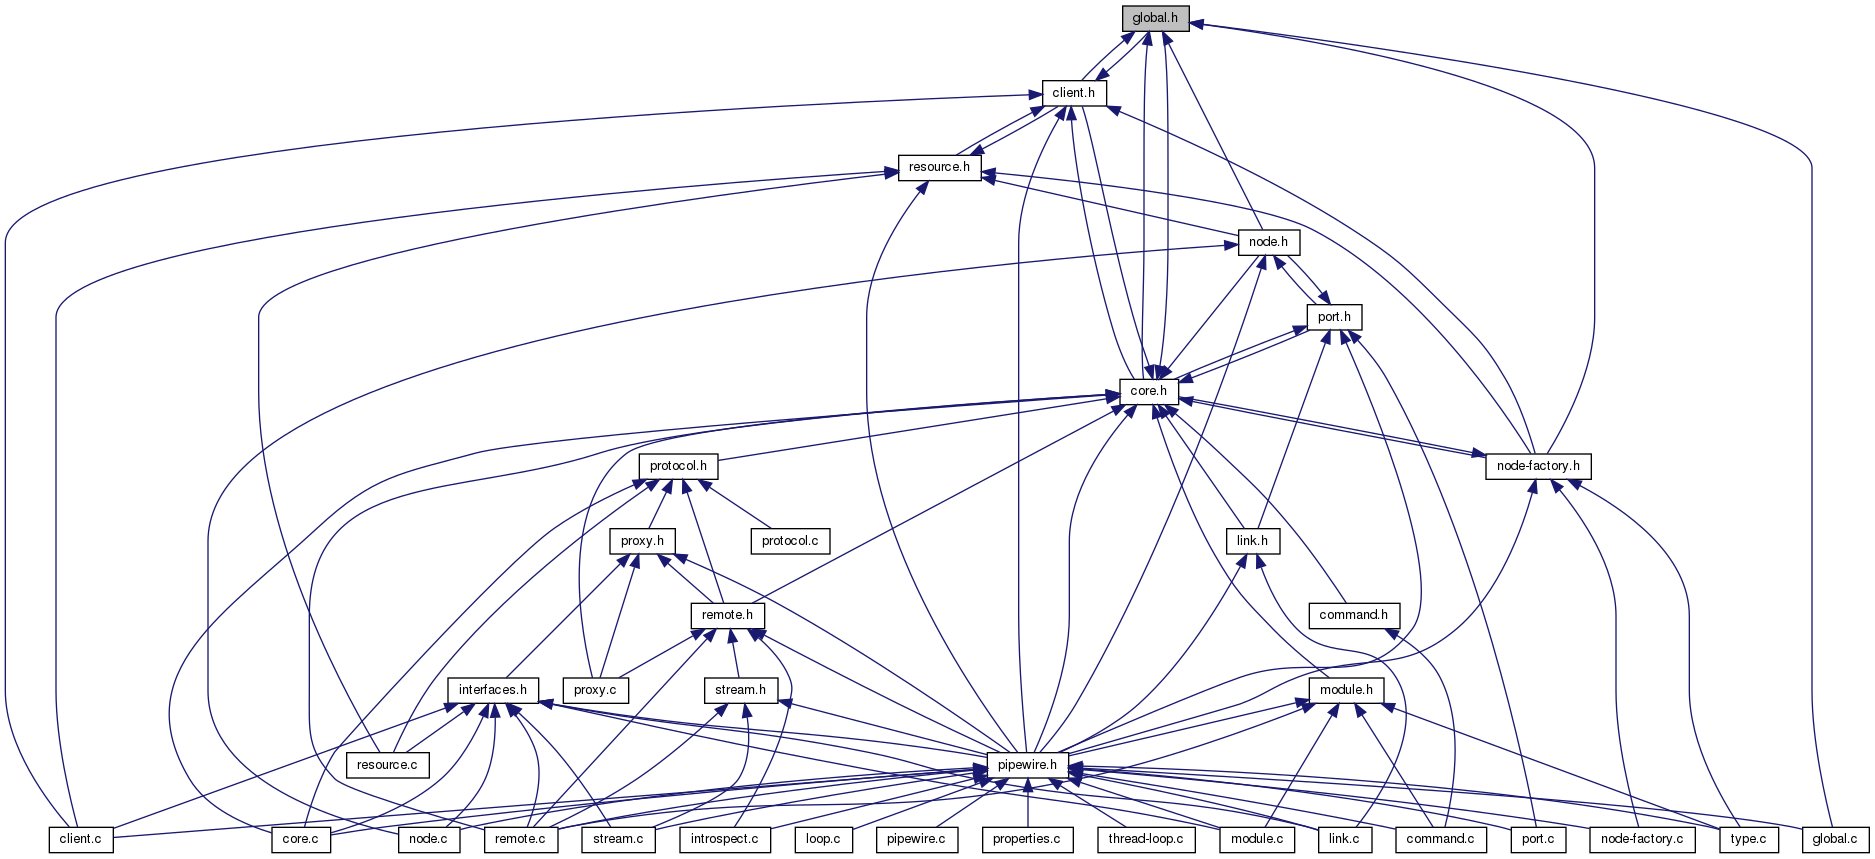 global.h
client.h
resource.h
node.h
port.h
core.h
protocol.h
node-factory.h
proxy.h
protocol.c
link.h
remote.h
command.h
interfaces.h
proxy.c
stream.h
module.h
resource.c
pipewire.h
client.c
core.c
node.c
remote.c
stream.c
introspect.c
loop.c
pipewire.c
properties.c
thread-loop.c
module.c
link.c
command.c
port.c
node-factory.c
type.c
global.c